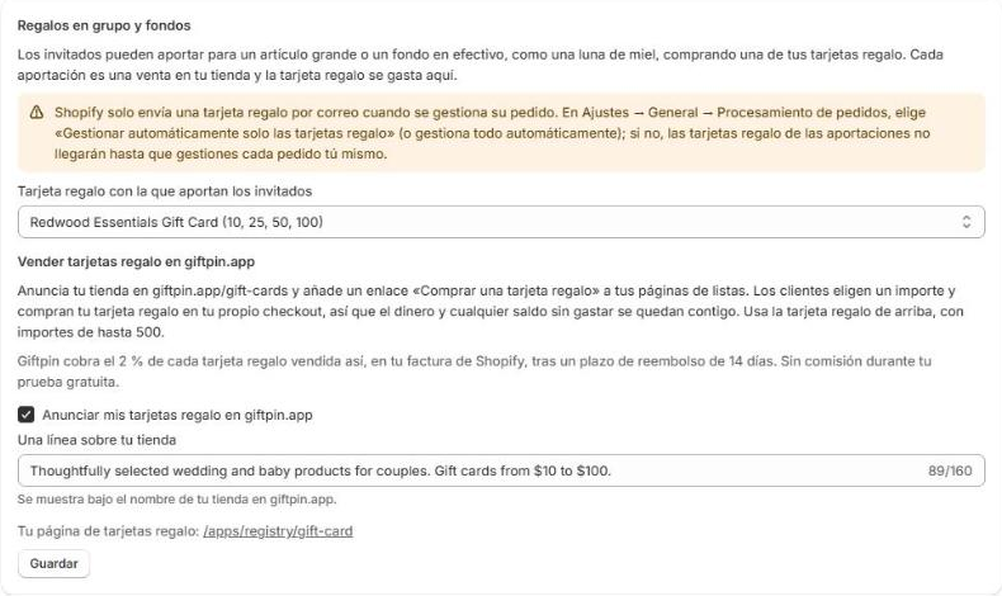 Regalos en grupo y fondos
Los invitados pueden aportar para un artículo grande o un fondo en efectivo, como una luna de miel, comprando una de tus tarjetas regalo. Cada
aportación es una venta en tu tienda y la tarjeta regalo se gasta aquí.
Shopify solo envía una tarjeta regalo por correo cuando se gestiona su pedido. En Ajustes → General → Procesamiento de pedidos, elige
«Gestionar automáticamente solo las tarjetas regalo» (o gestiona todo automáticamente); si no, las tarjetas regalo de las aportaciones no
llegarán hasta que gestiones cada pedido tú mismo.
Tarjeta regalo con la que aportan los invitados
Redwood Essentials Gift Card (10, 25, 50, 100)
Vender tarjetas regalo en giftpin.app
Anuncia tu tienda en giftpin.app/gift-cards y añade un enlace «Comprar una tarjeta regalo» a tus páginas de listas. Los clientes eligen un importe y
compran tu tarjeta regalo en tu propio checkout, así que el dinero y cualquier saldo sin gastar se quedan contigo. Usa la tarjeta regalo de arriba, con
importes de hasta 500.
Giftpin cobra el 2 % de cada tarjeta regalo vendida así, en tu factura de Shopify, tras un plazo de reembolso de 14 días. Sin comisión durante tu
prueba gratuita.
Anunciar mis tarjetas regalo en giftpin.app
Una línea sobre tu tienda
Thoughtfully selected wedding and baby products for couples. Gift cards from $10 to $100. 89/160
Se muestra bajo el nombre de tu tienda en giftpin.app.
Tu página de tarjetas regalo: /apps/registry/gift-card
Guardar